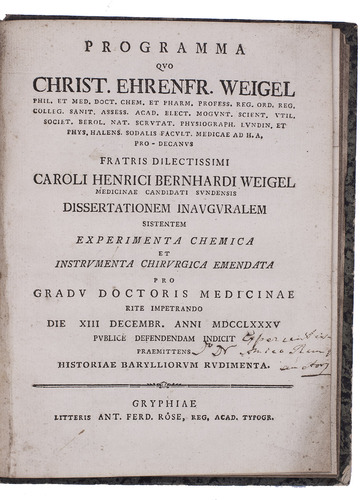 PROGRAMMA
QVO
CHRIST. EHRENFR. WEIGEL
PHIL. ET MED. DOCT. CHEM. ET PHARM. PROFESS. REG. ORD. REG.
COLLEG. SANIT. ASSESS. ACAD. ELECT. MOGVNT. SCIENT. VTIL.
SOCIET. BEROL. NAT. SCRVTAT. PHYSIOGRAPH. LVNDIN. ET
PHYS. HALENS. SODALIS FACVLT. MEDICAE AD H. A.
PRO-DECANVS
FRATRIS DILECTISSIMI
CAROLI HENRICI BERNHARDI WEIGEL
MEDICINAE CANDIDATI SVNDENSIS
DISSERTATIONEM INAVGVRALEM
SISTENTEM
EXPERIMENTA CHEMICA
ET
INSTRVMENTA CHIRVRGICA EMENDATA
PRO
GRADV DOCTORIS MEDICINAE
RITE IMPETRANDO
DIE XIII DECEMBR. ANNI MDCCLXXXV
PVBLICE DEFENDENDAM INDICIT
PRAEMITTENS
HISTORIAE BARYLLIORVM RVDIMENTA.
GRYPHIAE
LITTERIS ANT. FERD. RÖSE, REG. ACAD. TYPOGR.